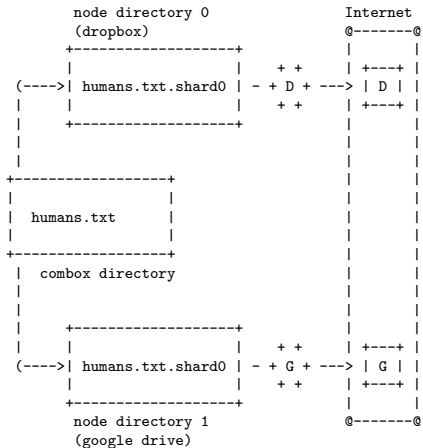 node directory 0 Internet
(dropbox)
humans.txt.shard0 D D
humans.txt
combox directory
humans.txt.shard0 G G
node directory 1
(google drive)